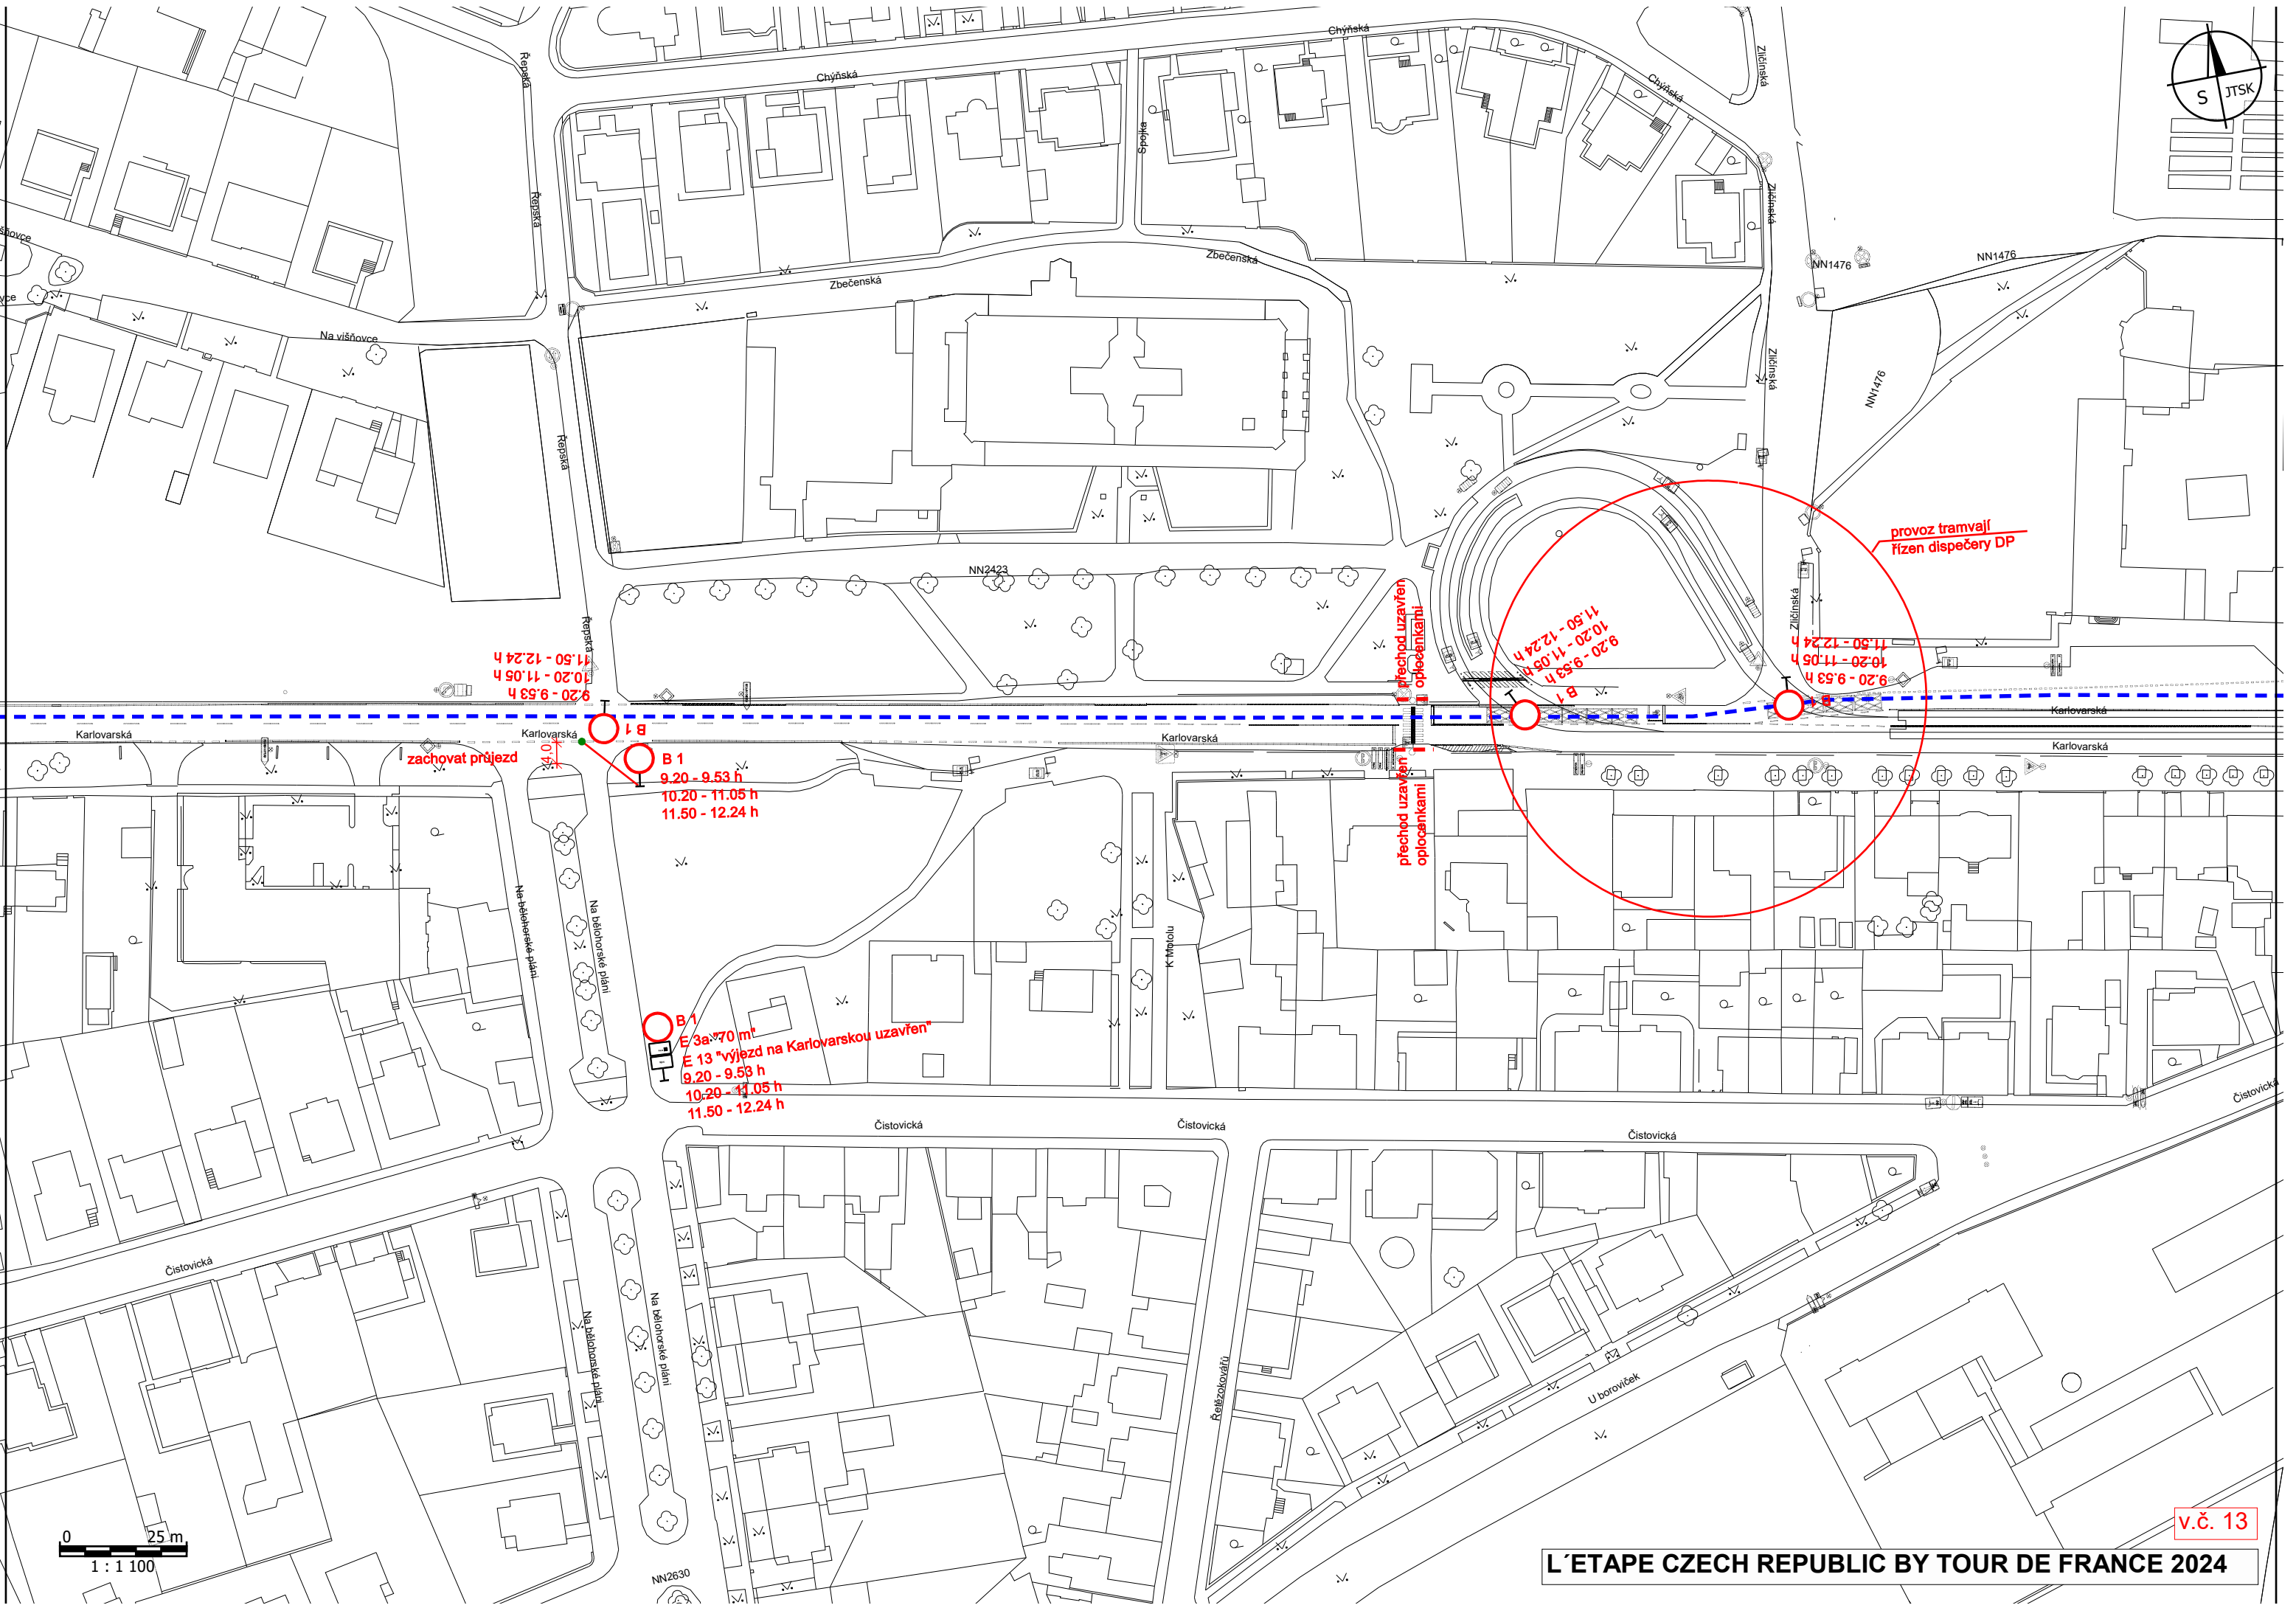 Chýňská
Chýňská
Chýňská
Zličínská
S JTSK
Řepská
Řepská
Spojka
Zličínská
Zbečenská
Zbečenská
NN1476
NN1476
NN1476
Na višňovce
Řepská
Zličínská
NN2423
provoz tramvají
řízen dispečery DP
Řepská
Zličínská
9.20 - 9.53 h
10.20 - 11.05 h
11.50 - 12.24 h
B 1
přechod uzavřen
oplocenkami
B 1
9.20 - 9.53 h
10.20 - 11.05 h
11.50 - 12.24 h
B 1
9.20 - 9.53 h
10.20 - 11.05 h
11.50 - 12.24 h
Karlovarská
Karlovarská
Karlovarská
Karlovarská
Karlovarská
zachovat průjezd
4,0
B 1
9.20 - 9.53 h
10.20 - 11.05 h
11.50 - 12.24 h
přechod uzavřen
oplocenkami
Na bělohorské pláni
Na bělohorské pláni
K Motolu
B 1
E 3a "70 m"
E 13 "výjezd na Karlovarskou uzavřen"
9.20 - 9.53 h
10.20 - 11.05 h
11.50 - 12.24 h
Čistovická
Čistovická
Čistovická
Čistovická
Čistovická
Na bělohorské pláni
Na bělohorské pláni
Řetězokovářů
U boroviček
NN2630
0 25 m
1 : 1 100
v.č. 13
L´ETAPE CZECH REPUBLIC BY TOUR DE FRANCE 2024